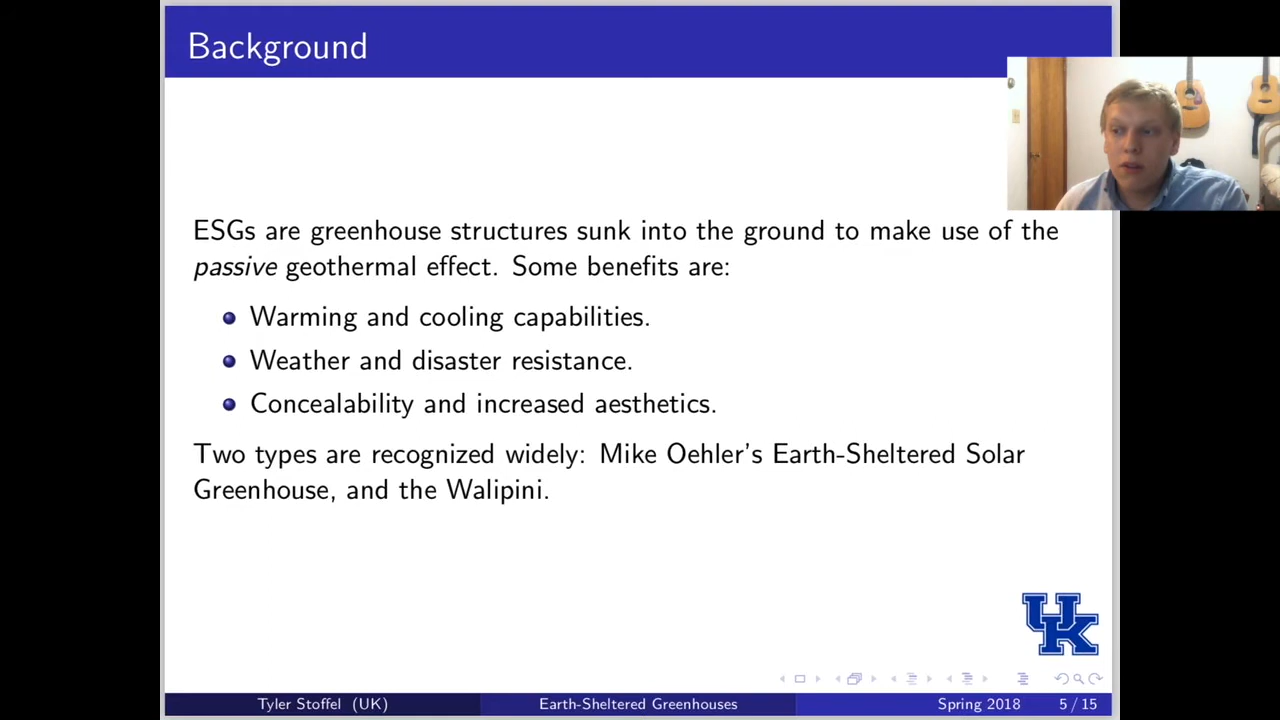 Background
ESGs are greenhouse structures sunk into the ground to make use of the
passive geothermal effect. Some benefits are:
Warming and cooling capabilities.
Weather and disaster resistance.
Concealability and increased aesthetics.
Two types are recognized widely: Mike Oehler's Earth-Sheltered Solar
Greenhouse, and the Walipini.
UK
Tyler Stoffel (UK) Earth-Sheltered Greenhouses Spring 2018 5 / 15